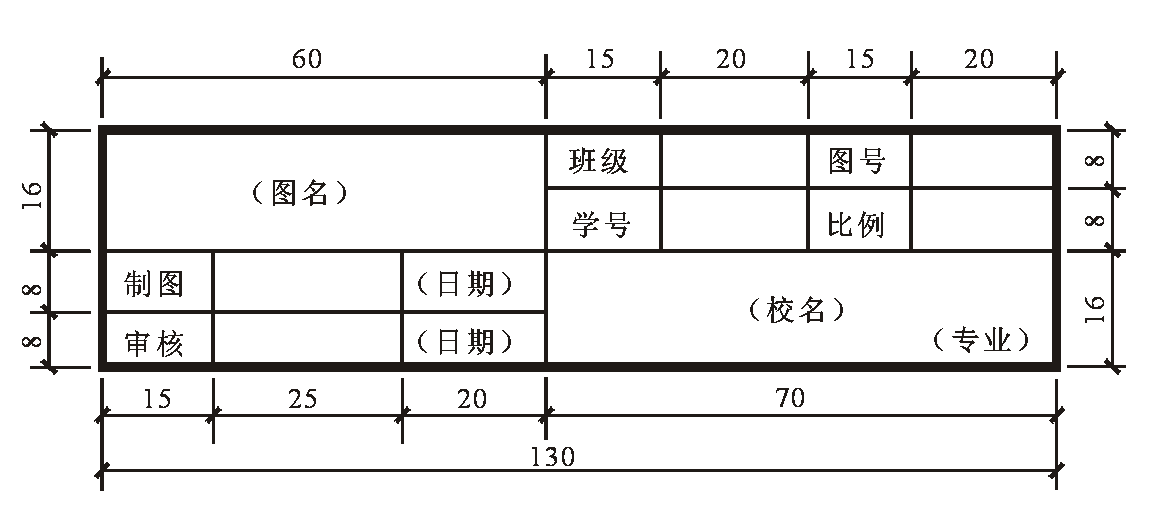 60 15 20 15 20
班级 图号
(图名)
学号 比例
16 8 8
制图 (日期)
(校名)
审核 (日期) (专业)
8 8 16
15 25 20 70
130